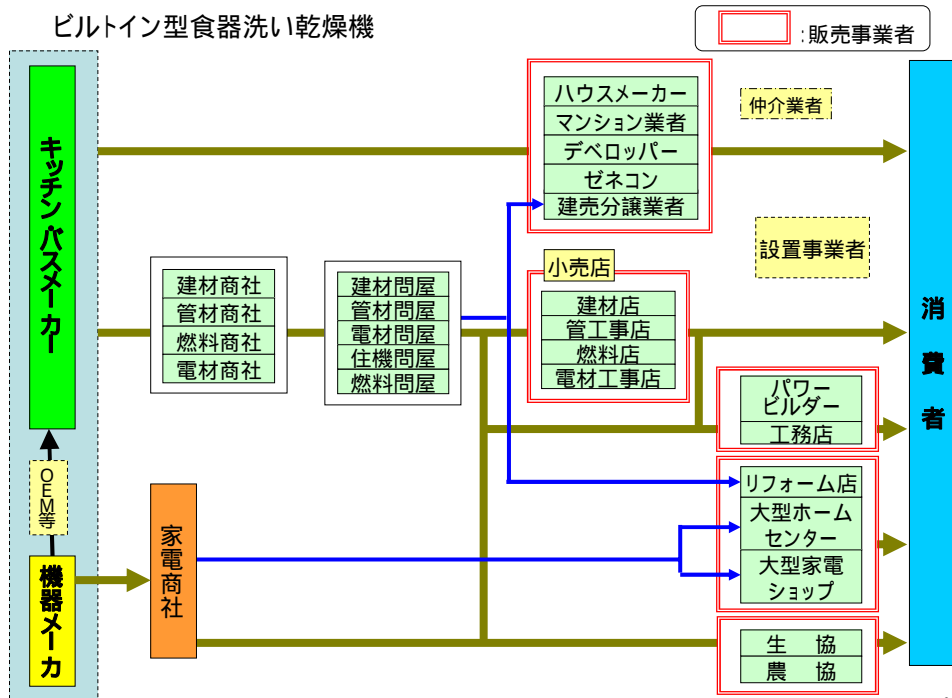 ビルトイン型食器洗い乾燥機
:販売事業者
キッチン・バスメーカー
OEM等
機器メーカ
建材商社
管材商社
燃料商社
電材商社
家電商社
建材問屋
管材問屋
電材問屋
住機問屋
燃料問屋
ハウスメーカー
マンション業者
デベロッパー
ゼネコン
建売分譲業者
小売店
建材店
管工事店
燃料店
電材工事店
仲介業者
設置事業者
パワー
ビルダー
工務店
リフォーム店
大型ホーム
センター
大型家電
ショップ
生 協
農 協
消費者